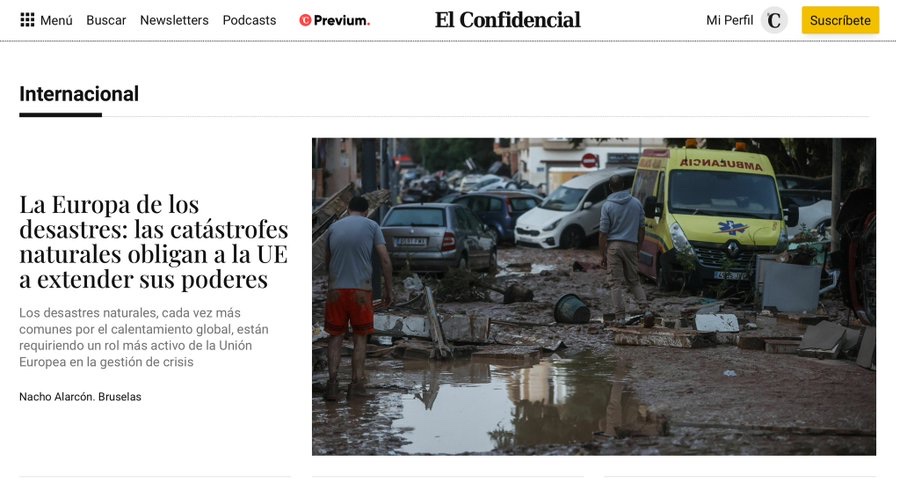 Menú Buscar Newsletters Podcasts Previum. El Confidencial Mi Perfil Suscríbete
Internacional
La Europa de los
desastres: las catástrofes
naturales obligan a la UE
a extender sus poderes
Los desastres naturales, cada vez más
comunes por el calentamiento global, están
requiriendo un rol más activo de la Unión
Europea en la gestión de crisis
Nacho Alarcón. Bruselas
AMBULANCIA